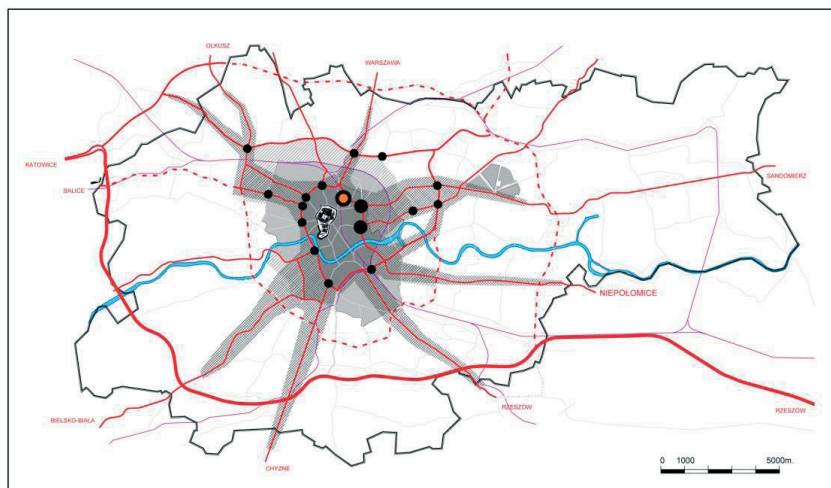 OLKUSZ
WARSZAWA
KATOWICE
BALICE
SANDOMIERZ
NIEPOŁOMICE
RZESZÓW
RZESZÓW
BIELSKO-BIAŁA
CHYŻNE
0 1000 5000m.